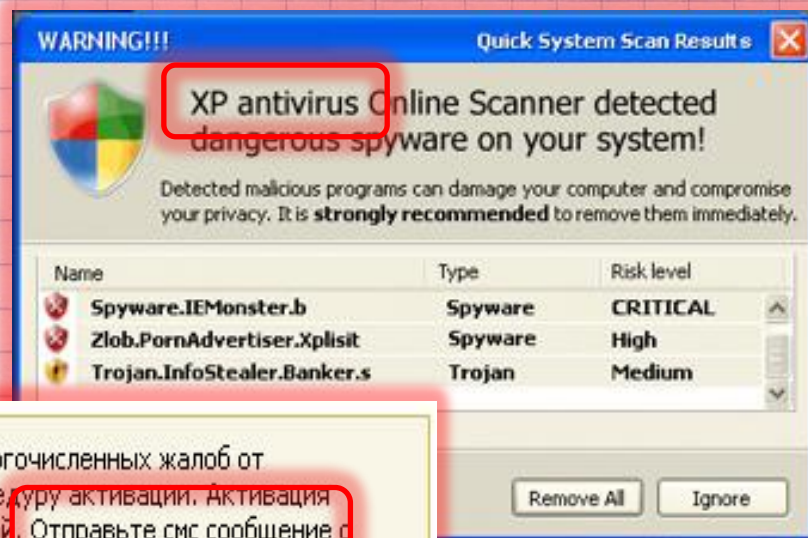 WARNING!!! Quick System Scan Results
XP antivirus Online Scanner detected
dangerous spyware on your system!
Detected malicious programs can damage your computer and compromise
your privacy. It is strongly recommended to remove them immediately.
Name Type Risk level
Spyware.IEMonster.b Spyware CRITICAL
Zlob.PornAdvertiser.Xplisit Spyware High
Trojan.InfoStealer.Banker.s Trojan Medium
Remove All Ignore
жалоб от
активации. Активация
Отправьте смс сообщение с